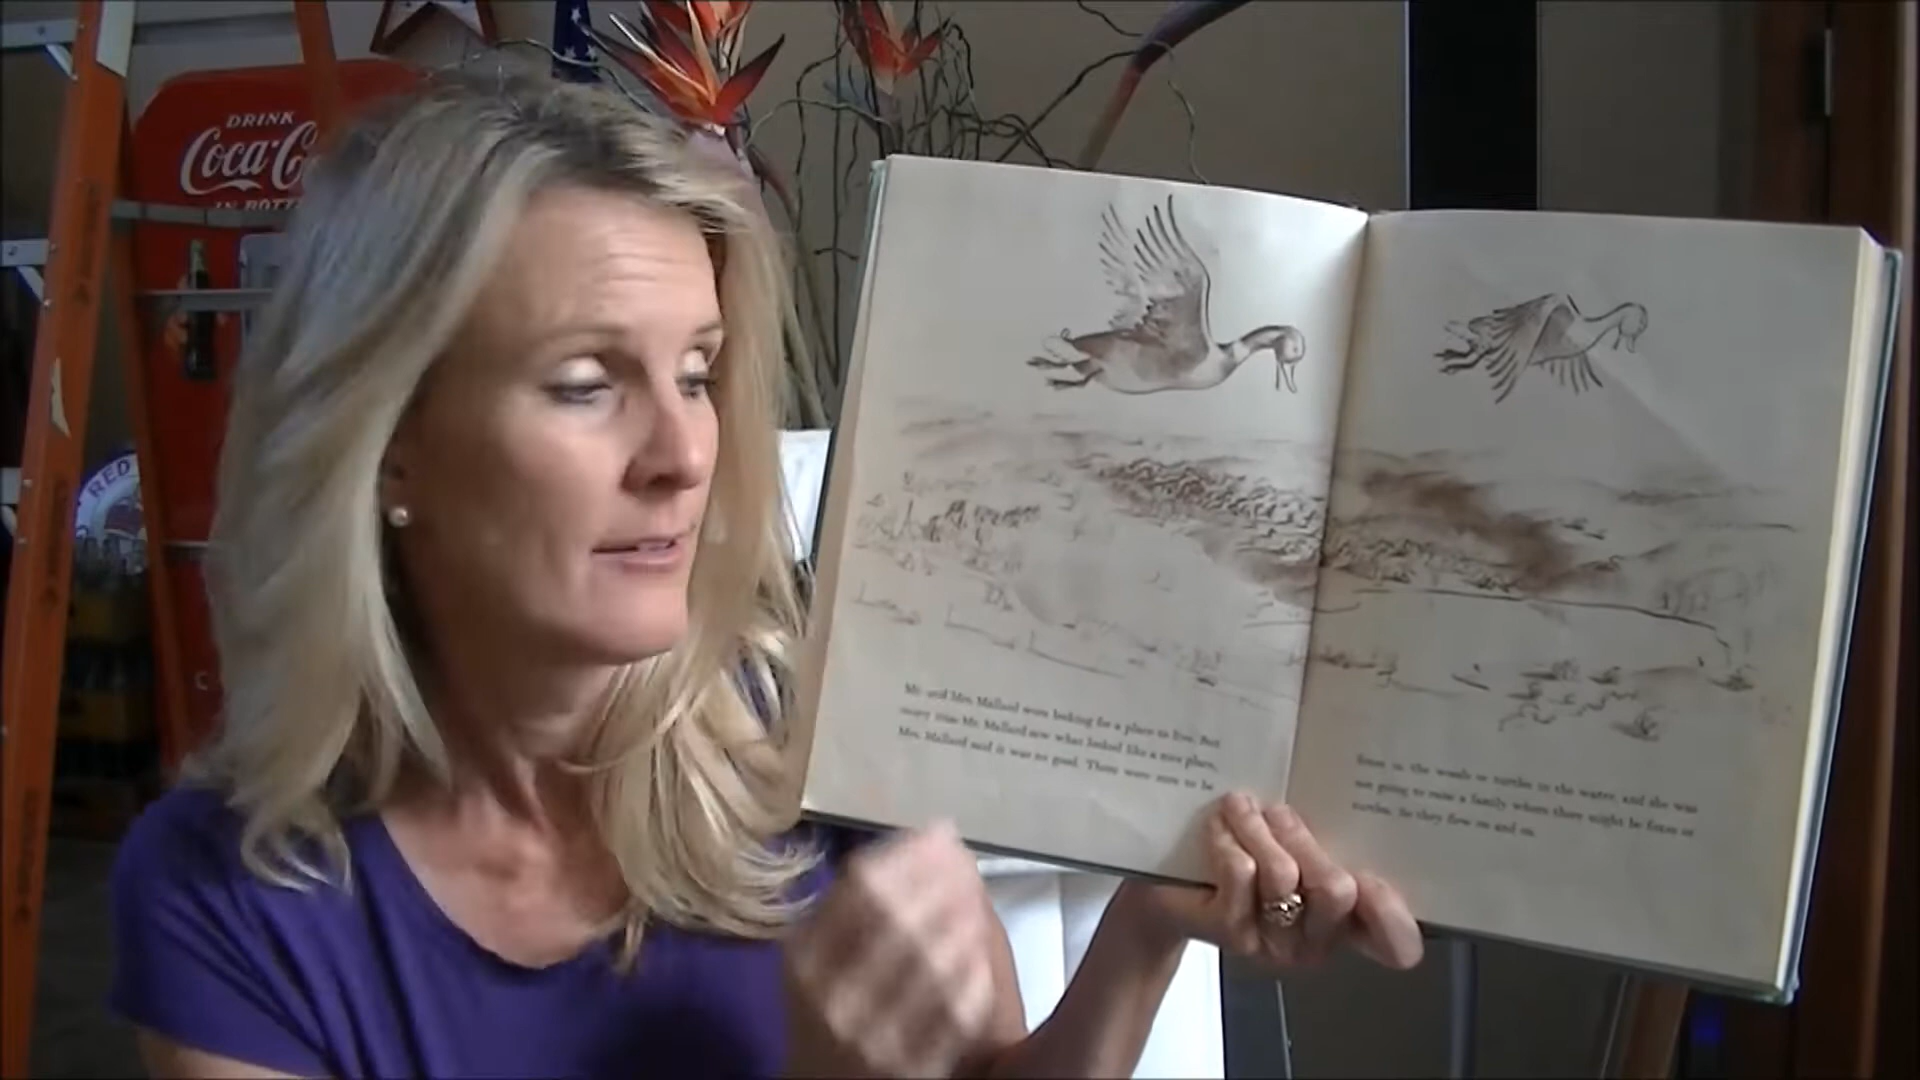 DRINK
Coca-C
IN BOTT
RED
Mr. and Mrs. Mallard were looking for a place to live. But
every time Mr. Mallard saw what looked like a nice place,
Mrs. Mallard said it was no good. There were sure to be
foxes in the woods or turtles in the water, and she was
not going to raise a family where there might be foxes or
turtles. So they flew on and on.